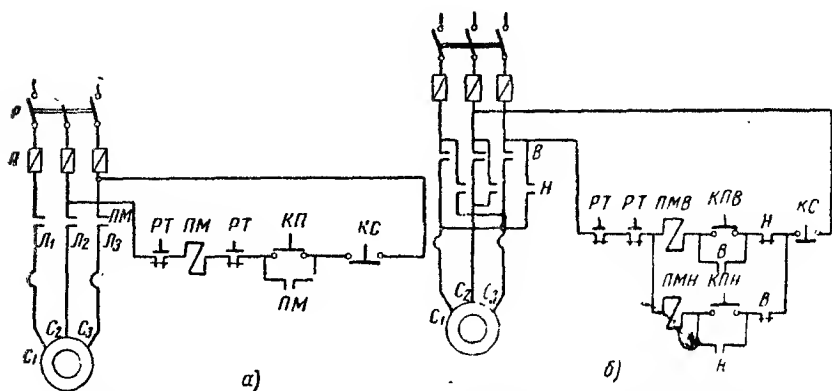 Р
П
Л₁
Л₂
Л₃
ПМ
РТ
ПМ
РТ
КП
КС
ПМ
С₁
С₂
С₃
а)
В
Н
РТ
РТ
ПМВ
КПВ
Н
КС
В
ПМН
КПН
В
Н
С₁
С₂
С₃
б)